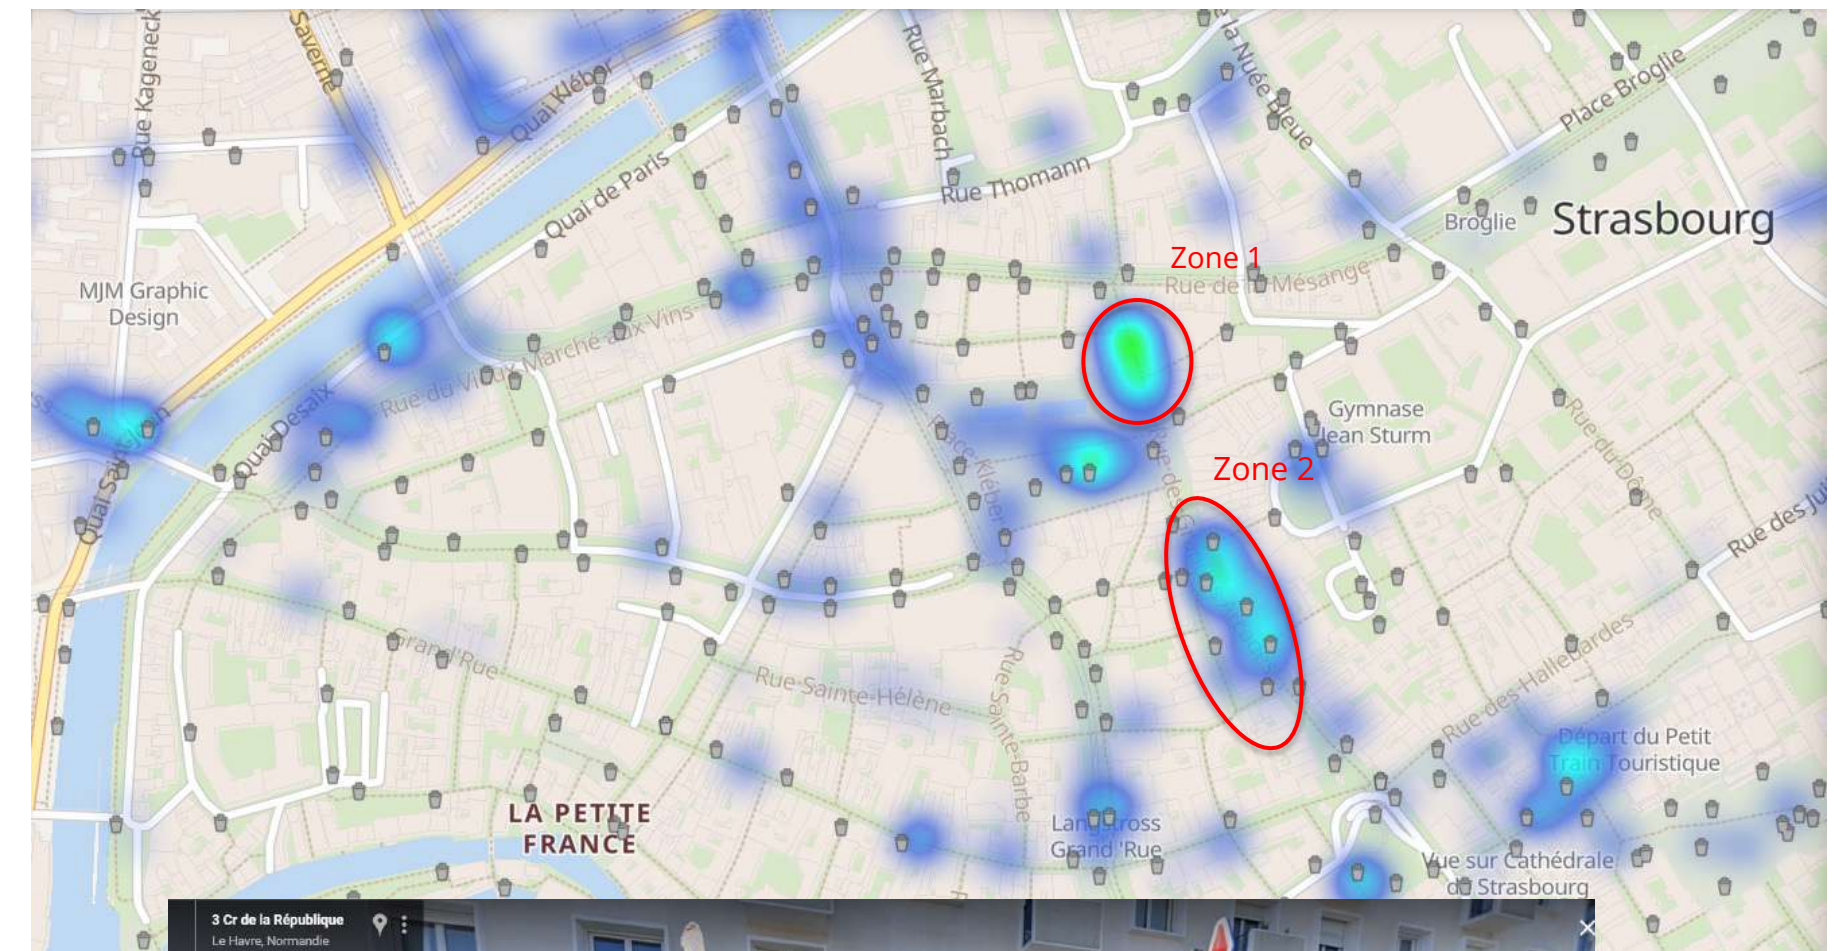 Rue Kageneck
Saverne
Quai Kléber
Rue Marbach
la Nuée Bleue
Place Broglie
Quai de Paris
Rue Thomann
Broglie
Strasbourg
Zone 1
Rue de la Mésange
MJM Graphic
Design
Rue du Vieux Marché aux Vins
Quai Desaix
Quai Saint-Jean
Place Kléber
Rue des G
Gymnase
Jean Sturm
Zone 2
Rue du Dôme
Rue des Jui
Grand'Rue
Rue Sainte-Hélène
Rue Sainte-Barbe
Rue des Hallebardes
Départ du Petit
Train Touristique
LA PETITE
FRANCE
Langstross
Grand 'Rue
Vue sur Cathédrale
de Strasbourg
3 Cr de la République
Le Havre, Normandie